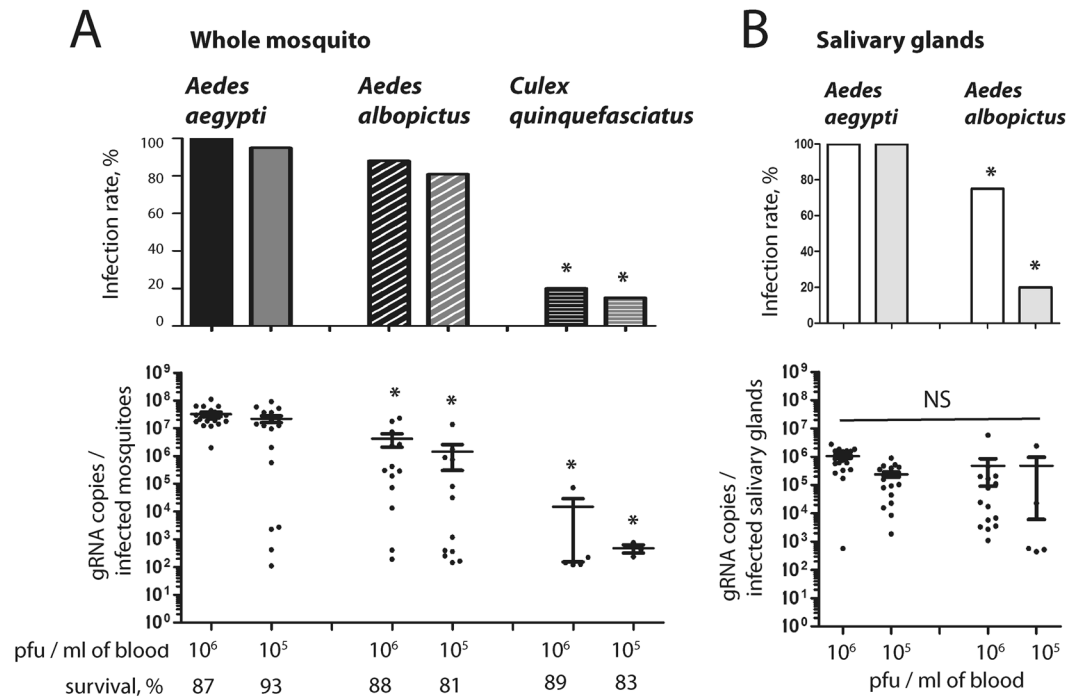 A
Whole mosquito
Aedes aegypti
Aedes albopictus
Culex quinquefasciatus
Infection rate, %
100
80
60
40
20
0
* *
gRNA copies / infected mosquitoes
10⁹
10⁸
10⁷
10⁶
10⁵
10⁴
10³
10²
10¹
10⁰
* * * *
pfu / ml of blood 10⁶ 10⁵ 10⁶ 10⁵ 10⁶ 10⁵
survival, % 87 93 88 81 89 83
B
Salivary glands
Aedes aegypti
Aedes albopictus
Infection rate, %
100
80
60
40
20
0
* *
gRNA copies / infected salivary glands
10⁹
10⁸
10⁷
10⁶
10⁵
10⁴
10³
10²
10¹
10⁰
NS
10⁶ 10⁵ 10⁶ 10⁵
pfu / ml of blood